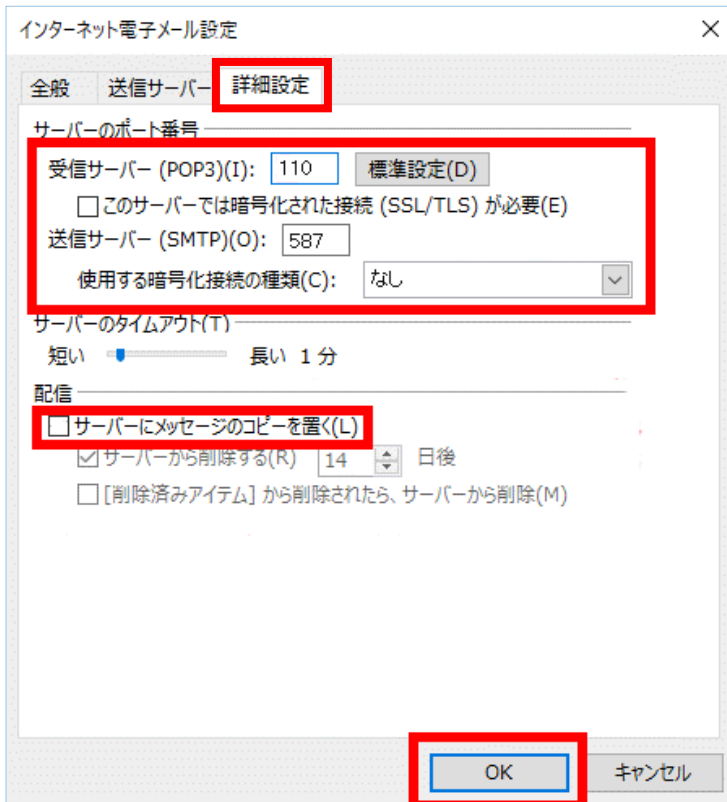 インターネット電子メール設定
全般 送信サーバー 詳細設定
サーバーのポート番号
受信サーバー (POP3)(I): 110 標準設定(D)
このサーバーでは暗号化された接続 (SSL/TLS) が必要(E)
送信サーバー (SMTP)(O): 587
使用する暗号化接続の種類(C): なし
サーバーのタイムアウト(T)
短い 長い 1 分
配信
サーバーにメッセージのコピーを置く(L)
サーバーから削除する(R) 14 日後
[削除済みアイテム] から削除されたら、サーバーから削除(M)
OK キャンセル